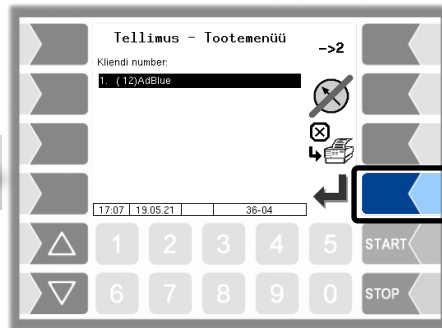 Tellimus - Tootemenüü
->2
Kliendi number:
1. (12)AdBlue
17:07 19.05.21 36-04
1 2 3 4 5 START
6 7 8 9 0 STOP